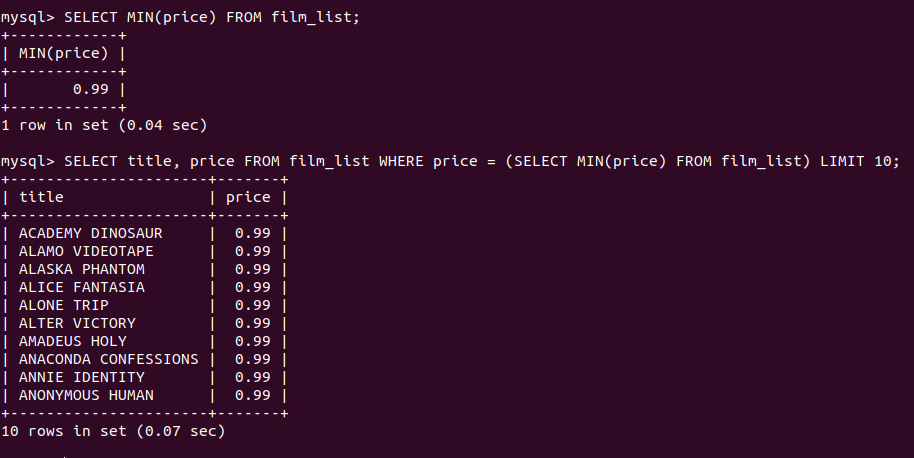 mysql> SELECT MIN(price) FROM film_list;
+------------+
| MIN(price) |
+------------+
|       0.99 |
+------------+
1 row in set (0.04 sec)

mysql> SELECT title, price FROM film_list WHERE price = (SELECT MIN(price) FROM film_list) LIMIT 10;
+----------------------+-------+
| title                | price |
+----------------------+-------+
| ACADEMY DINOSAUR     |  0.99 |
| ALAMO VIDEOTAPE      |  0.99 |
| ALASKA PHANTOM       |  0.99 |
| ALICE FANTASIA       |  0.99 |
| ALONE TRIP           |  0.99 |
| ALTER VICTORY        |  0.99 |
| AMADEUS HOLY         |  0.99 |
| ANACONDA CONFESSIONS |  0.99 |
| ANNIE IDENTITY       |  0.99 |
| ANONYMOUS HUMAN      |  0.99 |
+----------------------+-------+
10 rows in set (0.07 sec)